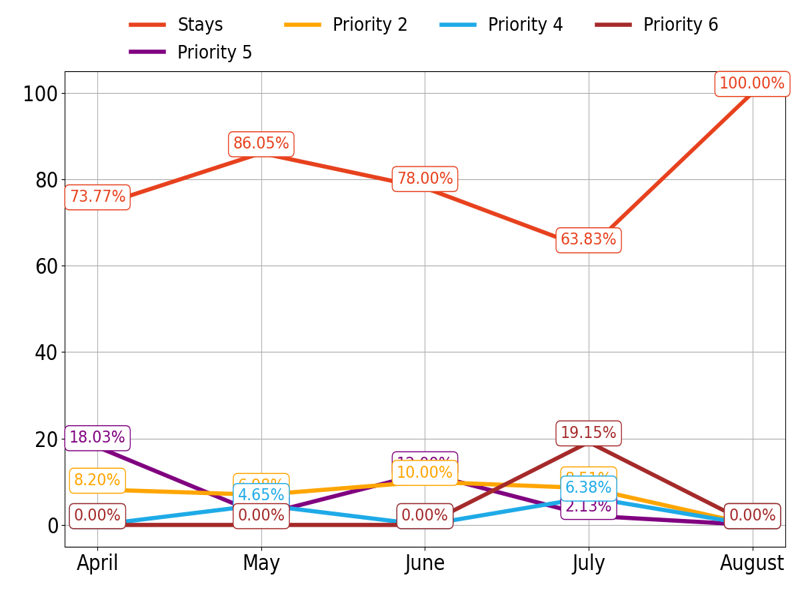 Stays Priority 2 Priority 4 Priority 6
Priority 5
100 100.00%
86.05%
80 73.77% 78.00%
63.83%
60
40
20 18.03% 19.15%
8.20% 10.00%
4.65% 6.38%
2.13%
0 0.00% 0.00% 0.00% 0.00%
April May June July August